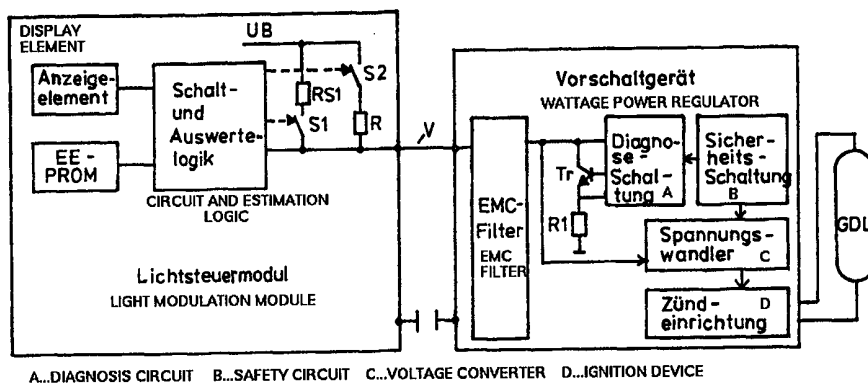 DISPLAY
ELEMENT
UB
Anzeige-
element
Schalt-
und
Auswerte-
logik
EE-
PROM
CIRCUIT AND ESTIMATION
LOGIC
RS1
S1
S2
R
Lichtsteuermodul
LIGHT MODULATION MODULE
V
Vorschaltgerät
WATTAGE POWER REGULATOR
EMC-
Filter
EMC
FILTER
Tr
R1
Diagno-
se-
Schal-
tung A
Sicher-
heits-
Schaltung
B
Spannungs-
wandler C
Zünd- D
einrichtung
GDL
A...DIAGNOSIS CIRCUIT B...SAFETY CIRCUIT C...VOLTAGE CONVERTER D...IGNITION DEVICE